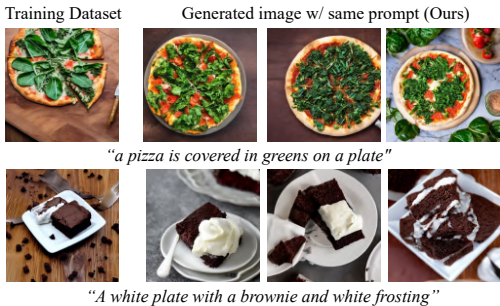 Training Dataset
Generated image w/ same prompt (Ours)
“a pizza is covered in greens on a plate"
“A white plate with a brownie and white frosting”